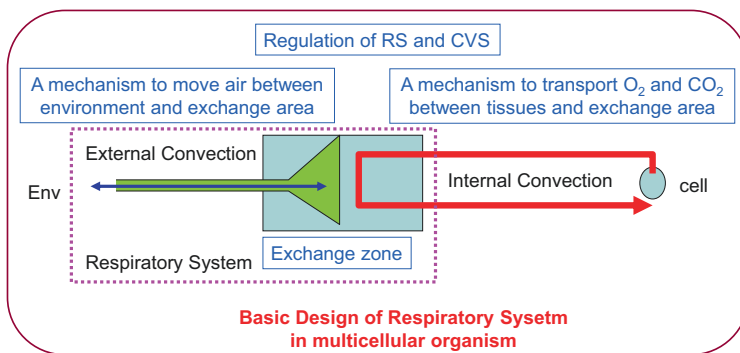 Regulation of RS and CVS
A mechanism to move air between
environment and exchange area
A mechanism to transport O₂ and CO₂
between tissues and exchange area
External Convection
Env
Internal Convection
cell
Exchange zone
Respiratory System
Basic Design of Respiratory Sysetm
in multicellular organism